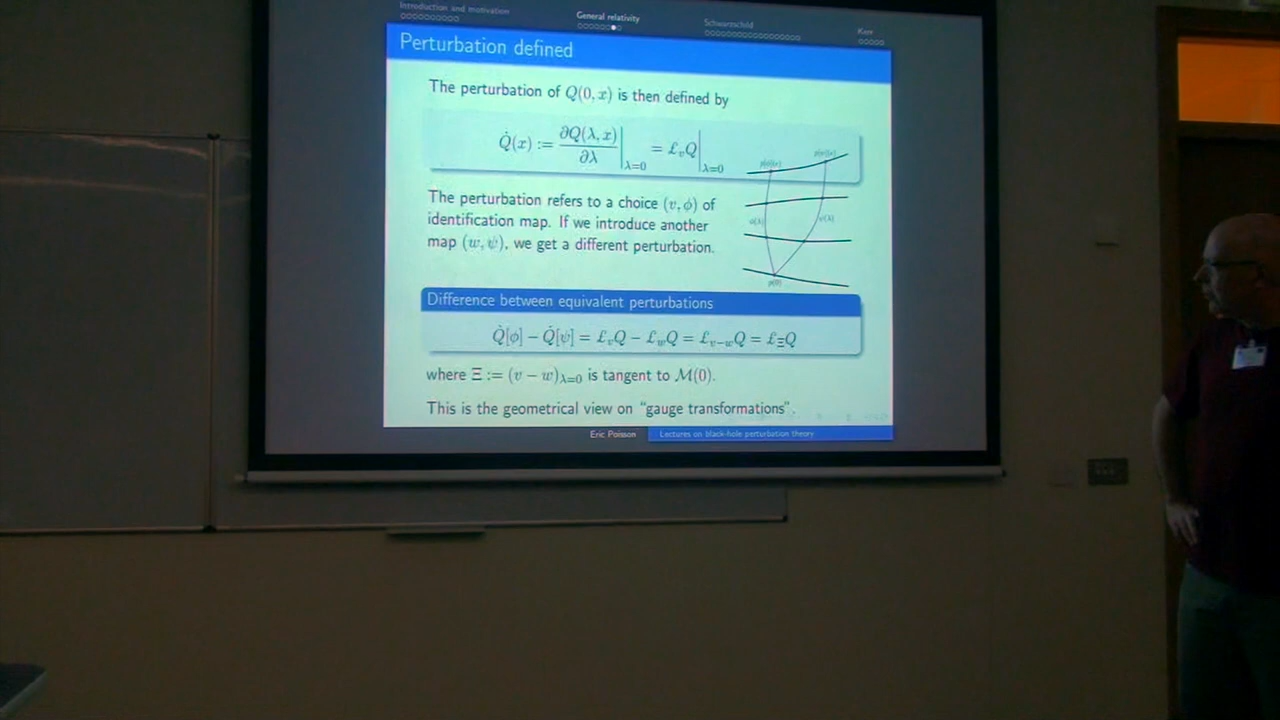 Introduction and motivation
General relativity
Schwarzschild
Kerr
Perturbation defined
The perturbation of Q(0, x) is then defined by
Q̇(x) := ∂Q(λ, x)/∂λ |λ=0 = £ᵥQ |λ=0
The perturbation refers to a choice (v, φ) of
identification map. If we introduce another
map (w, ψ), we get a different perturbation.
p(0)
Difference between equivalent perturbations
Q̇[φ] − Q̇[ψ] = £ᵥQ − £_wQ = £_{v−w}Q = £_ΞQ
where Ξ := (v − w)λ=0 is tangent to M(0).
This is the geometrical view on "gauge transformations".
Eric Poisson
Lectures on black-hole perturbation theory